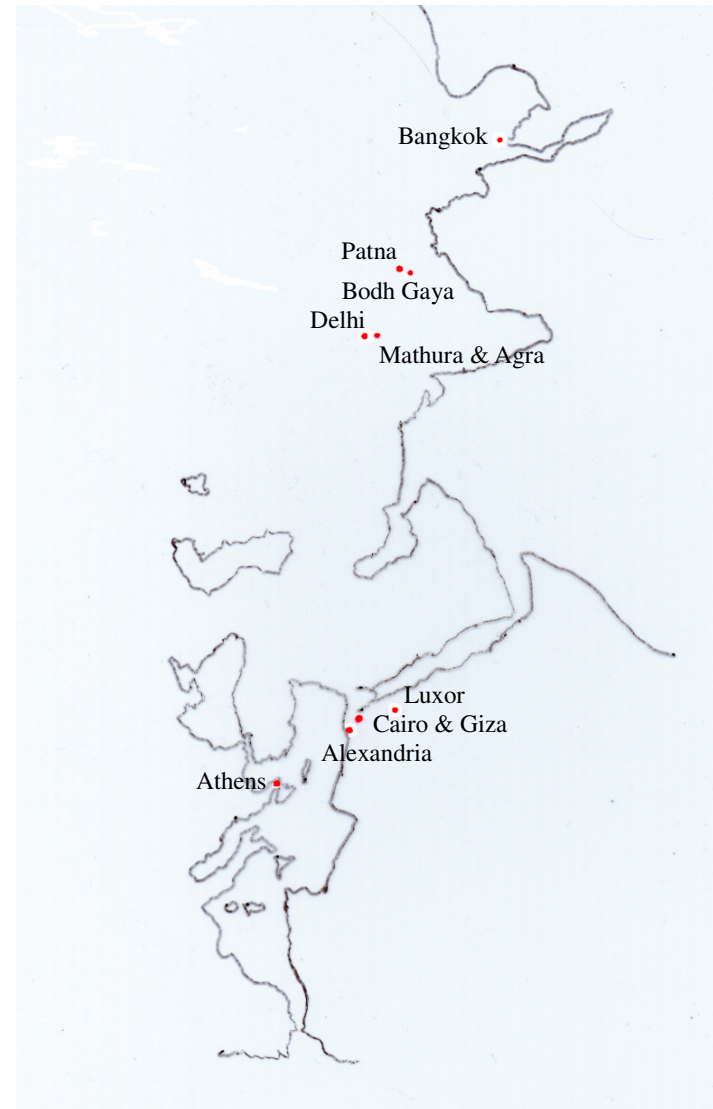 Bangkok
Patna
Bodh Gaya
Delhi
Mathura & Agra
Luxor
Cairo & Giza
Alexandria
Athens